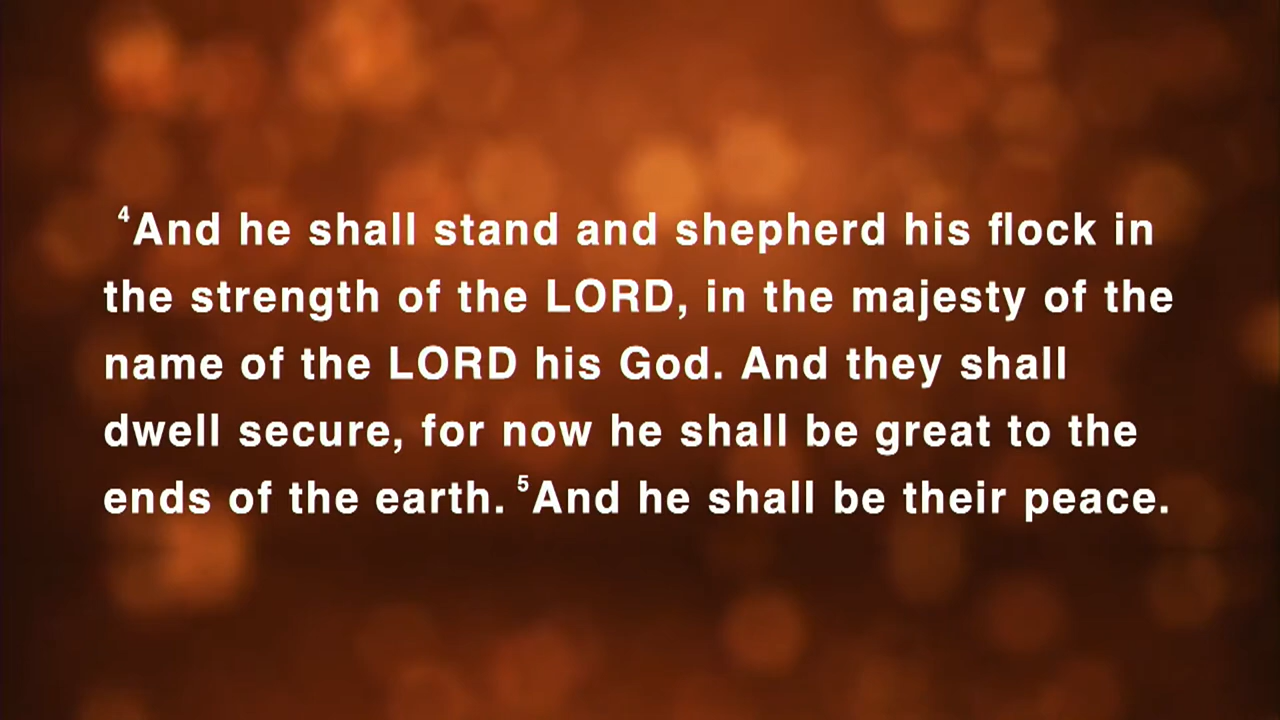 ⁴And he shall stand and shepherd his flock in
the strength of the LORD, in the majesty of the
name of the LORD his God. And they shall
dwell secure, for now he shall be great to the
ends of the earth. ⁵And he shall be their peace.